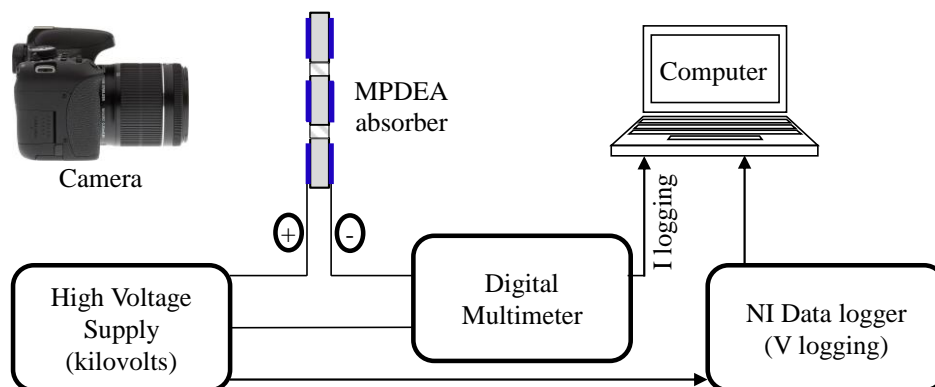 Camera
MPDEA
absorber
Computer
I logging
+
-
High Voltage
Supply
(kilovolts)
Digital
Multimeter
NI Data logger
(V logging)